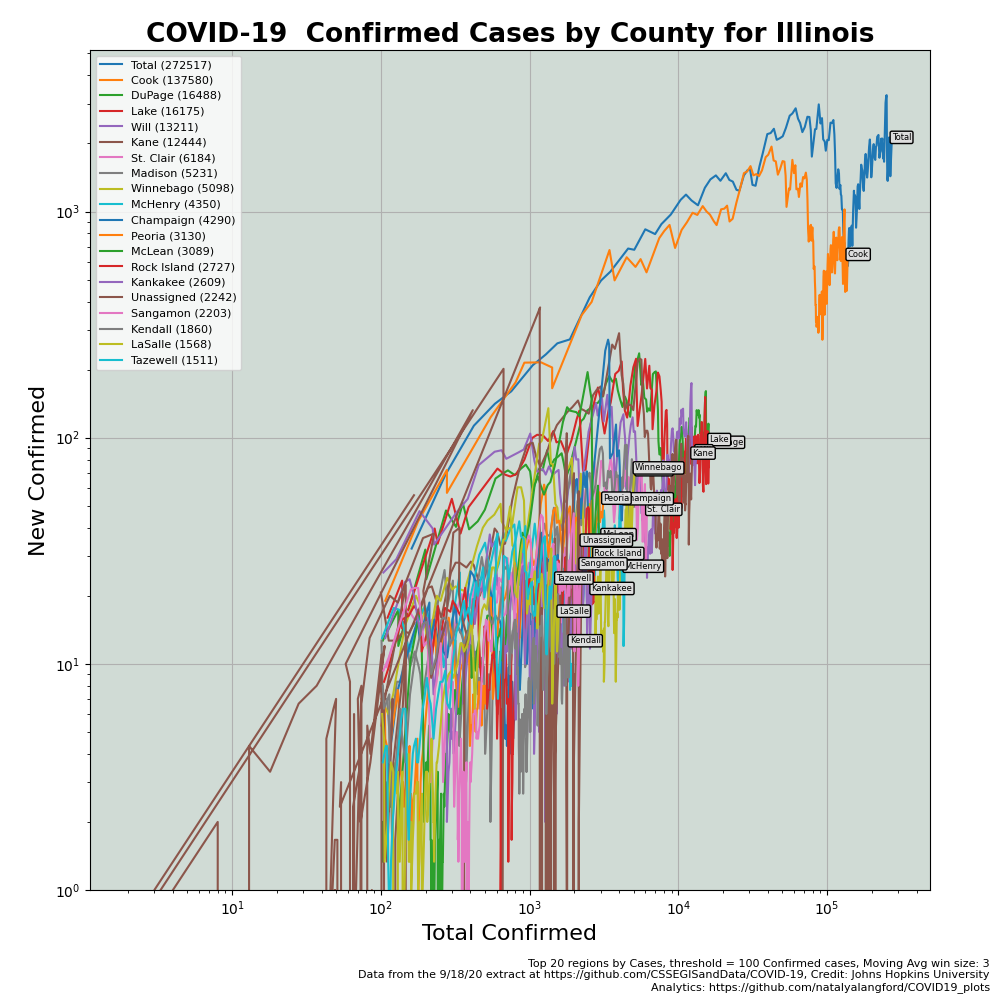 COVID-19  Confirmed Cases by County for Illinois
Total (272517)
Cook (137580)
DuPage (16488)
Lake (16175)
Will (13211)
Kane (12444)
St. Clair (6184)
Madison (5231)
Winnebago (5098)
McHenry (4350)
Champaign (4290)
Peoria (3130)
McLean (3089)
Rock Island (2727)
Kankakee (2609)
Unassigned (2242)
Sangamon (2203)
Kendall (1860)
LaSalle (1568)
Tazewell (1511)
Total
Cook
Lake
Kane
Winnebago
Peoria
St. Clair
Unassigned
Rock Island
Sangamon
Tazewell
Kankakee
LaSalle
Kendall
New Confirmed
10^3
10^2
10^1
10^0
10^1
10^2
10^3
10^4
10^5
Total Confirmed
Top 20 regions by Cases, threshold = 100 Confirmed cases, Moving Avg win size: 3
Data from the 9/18/20 extract at https://github.com/CSSEGISandData/COVID-19, Credit: Johns Hopkins University
Analytics: https://github.com/natalyalangford/COVID19_plots